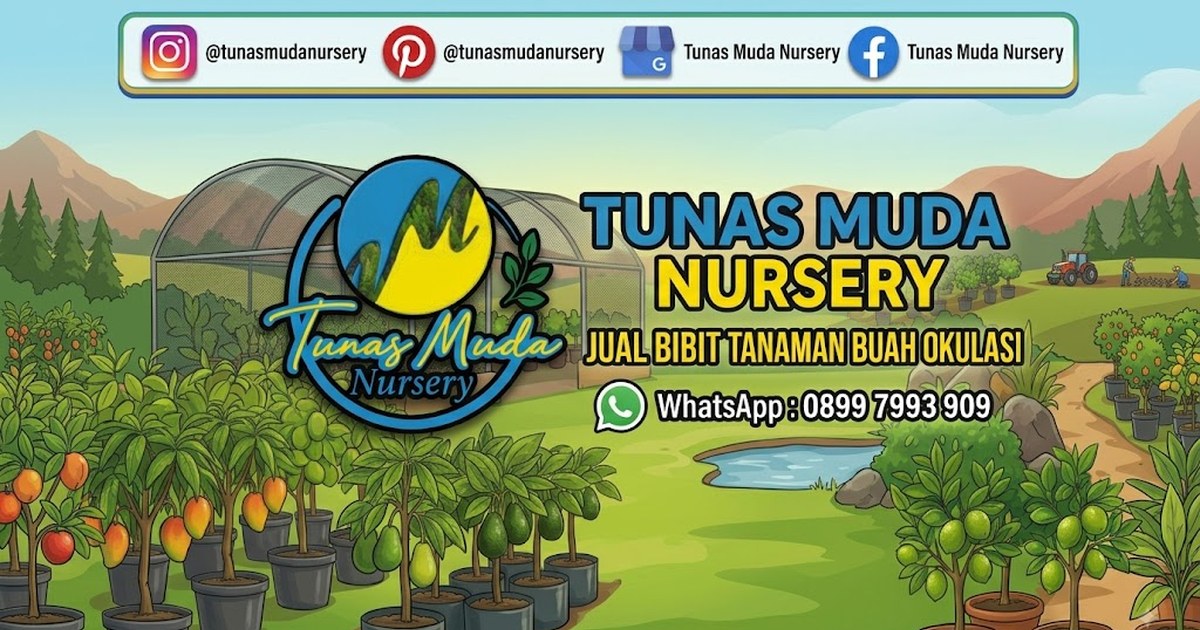 @tunasmudanursery @tunasmudanursery Tunas Muda Nursery Tunas Muda Nursery
Tunas Muda
Nursery
TUNAS MUDA
NURSERY
JUAL BIBIT TANAMAN BUAH OKULASI
WhatsApp : 0899 7993 909